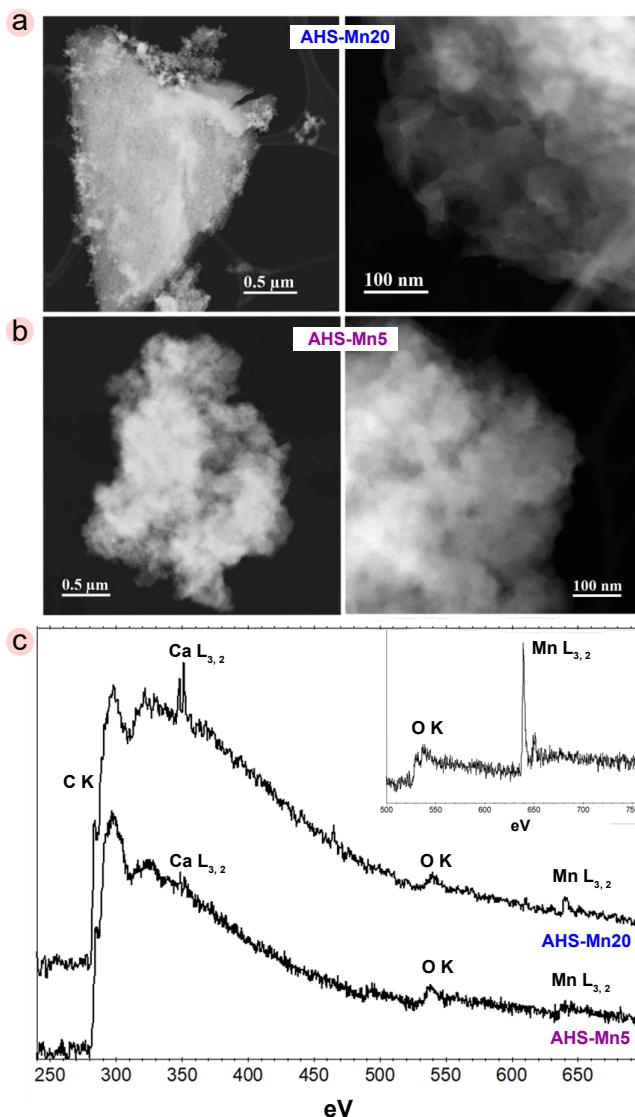 a
AHS-Mn20
0.5 µm
100 nm
b
AHS-Mn5
0.5 µm
100 nm
c
Ca L3, 2
Mn L3, 2
O K
C K
500 550 600 650 700 750
eV
Ca L3, 2
O K
Mn L3, 2
AHS-Mn20
O K
Mn L3, 2
AHS-Mn5
250 300 350 400 450 500 550 600 650
eV